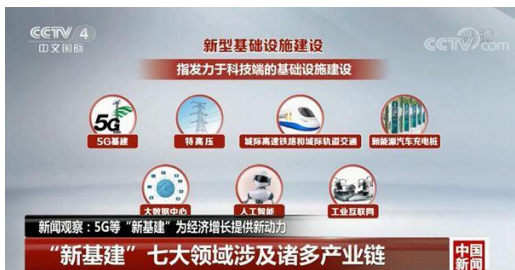 CCTV 4
中文国际
CCTV.com
新型基础设施建设
指发力于科技端的基础设施建设
5G
5G基建
特高压
城际高速铁路和城际轨道交通
新能源汽车充电桩
大数据中心
人工智能
工业互联网
新闻观察：5G等“新基建”为经济增长提供新动力
“新基建”七大领域涉及诸多产业链
中国
新闻